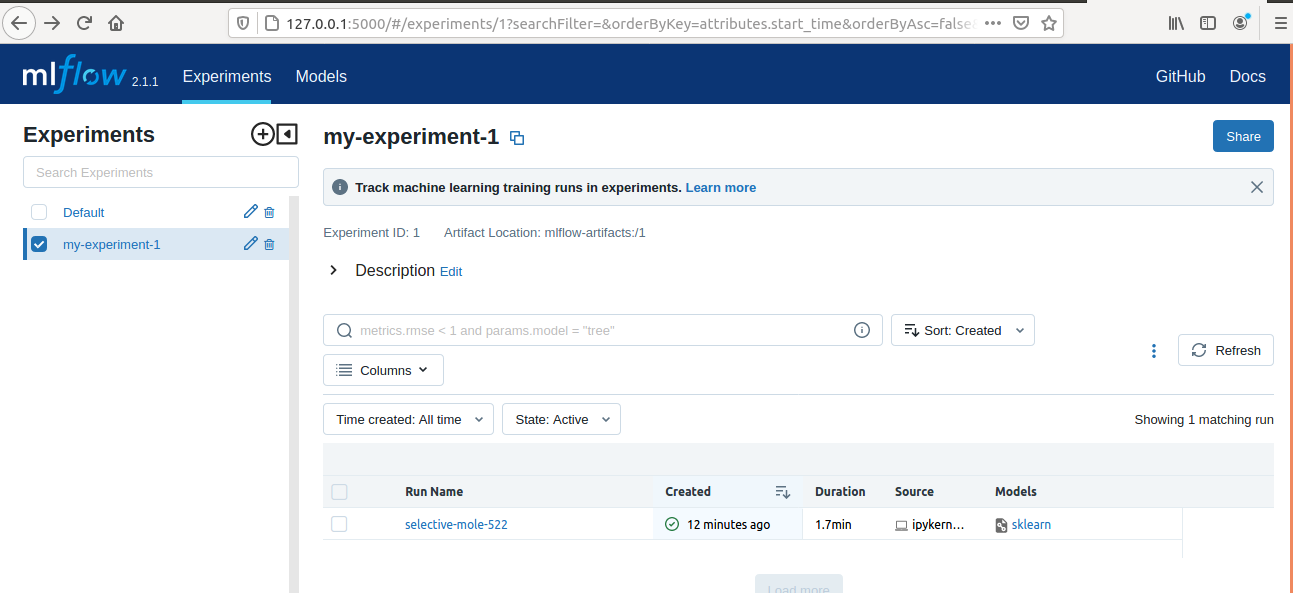 127.0.0.1:5000/#/experiments/1?searchFilter=&orderByKey=attributes.start_time&orderByAsc=false&
mlflow 2.1.1 Experiments Models GitHub Docs
Experiments
Search Experiments
Default
my-experiment-1
my-experiment-1
Share
Track machine learning training runs in experiments. Learn more
Experiment ID: 1 Artifact Location: mlflow-artifacts:/1
Description Edit
metrics.rmse < 1 and params.model = "tree"
Sort: Created
Refresh
Columns
Time created: All time State: Active Showing 1 matching run
Run Name Created Duration Source Models
selective-mole-522 12 minutes ago 1.7min ipykern... sklearn
Load more